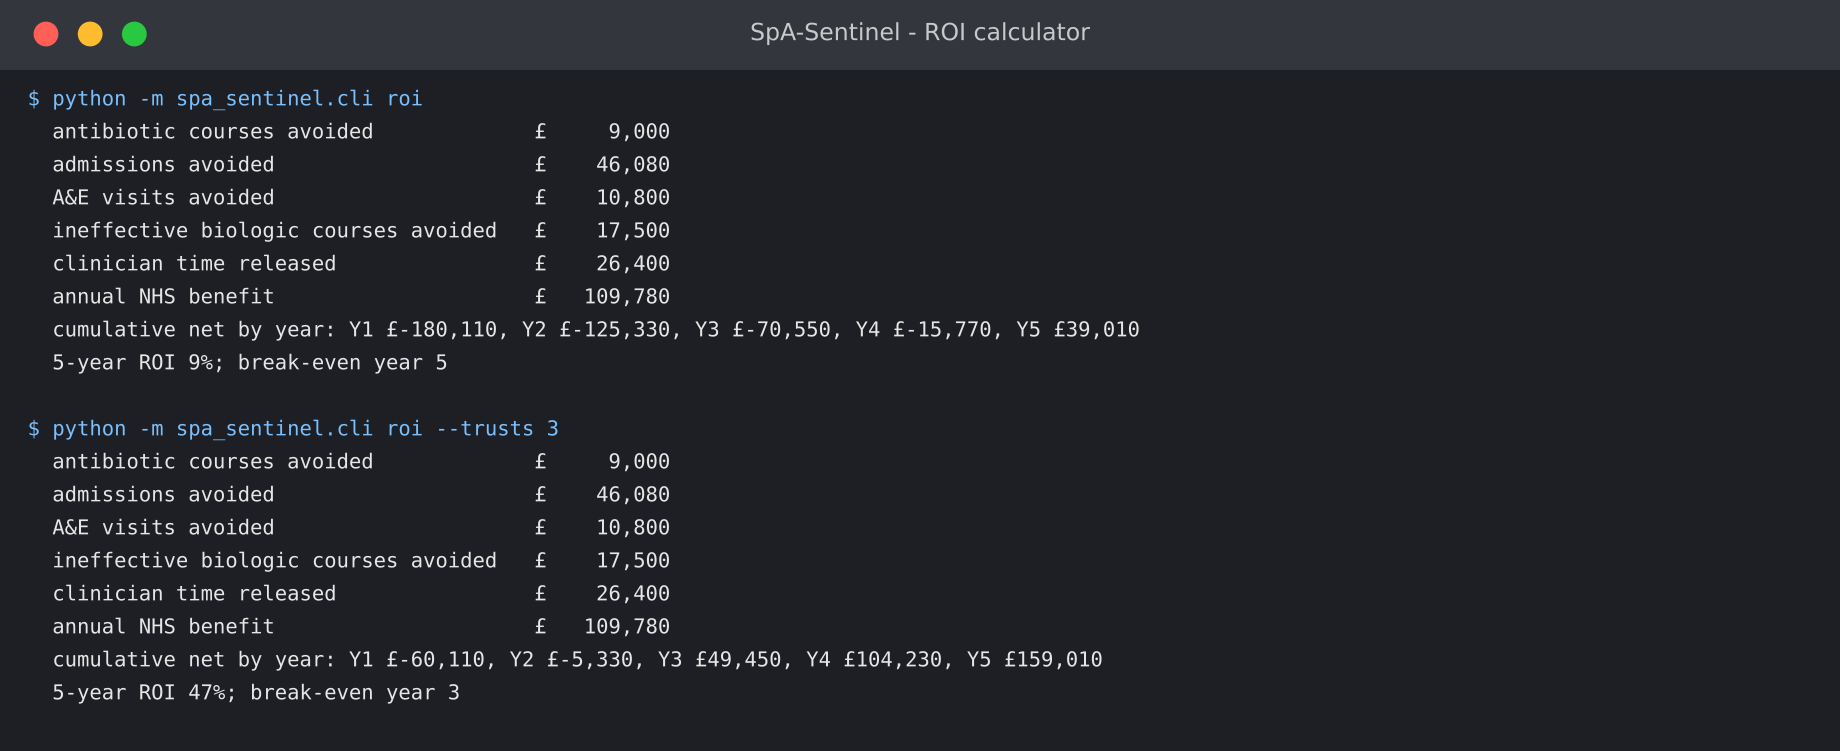 SpA-Sentinel - ROI calculator
$ python -m spa_sentinel.cli roi
antibiotic courses avoided £ 9,000
admissions avoided £ 46,080
A&E visits avoided £ 10,800
ineffective biologic courses avoided £ 17,500
clinician time released £ 26,400
annual NHS benefit £ 109,780
cumulative net by year: Y1 £-180,110, Y2 £-125,330, Y3 £-70,550, Y4 £-15,770, Y5 £39,010
5-year ROI 9%; break-even year 5
$ python -m spa_sentinel.cli roi --trusts 3
antibiotic courses avoided £ 9,000
admissions avoided £ 46,080
A&E visits avoided £ 10,800
ineffective biologic courses avoided £ 17,500
clinician time released £ 26,400
annual NHS benefit £ 109,780
cumulative net by year: Y1 £-60,110, Y2 £-5,330, Y3 £49,450, Y4 £104,230, Y5 £159,010
5-year ROI 47%; break-even year 3